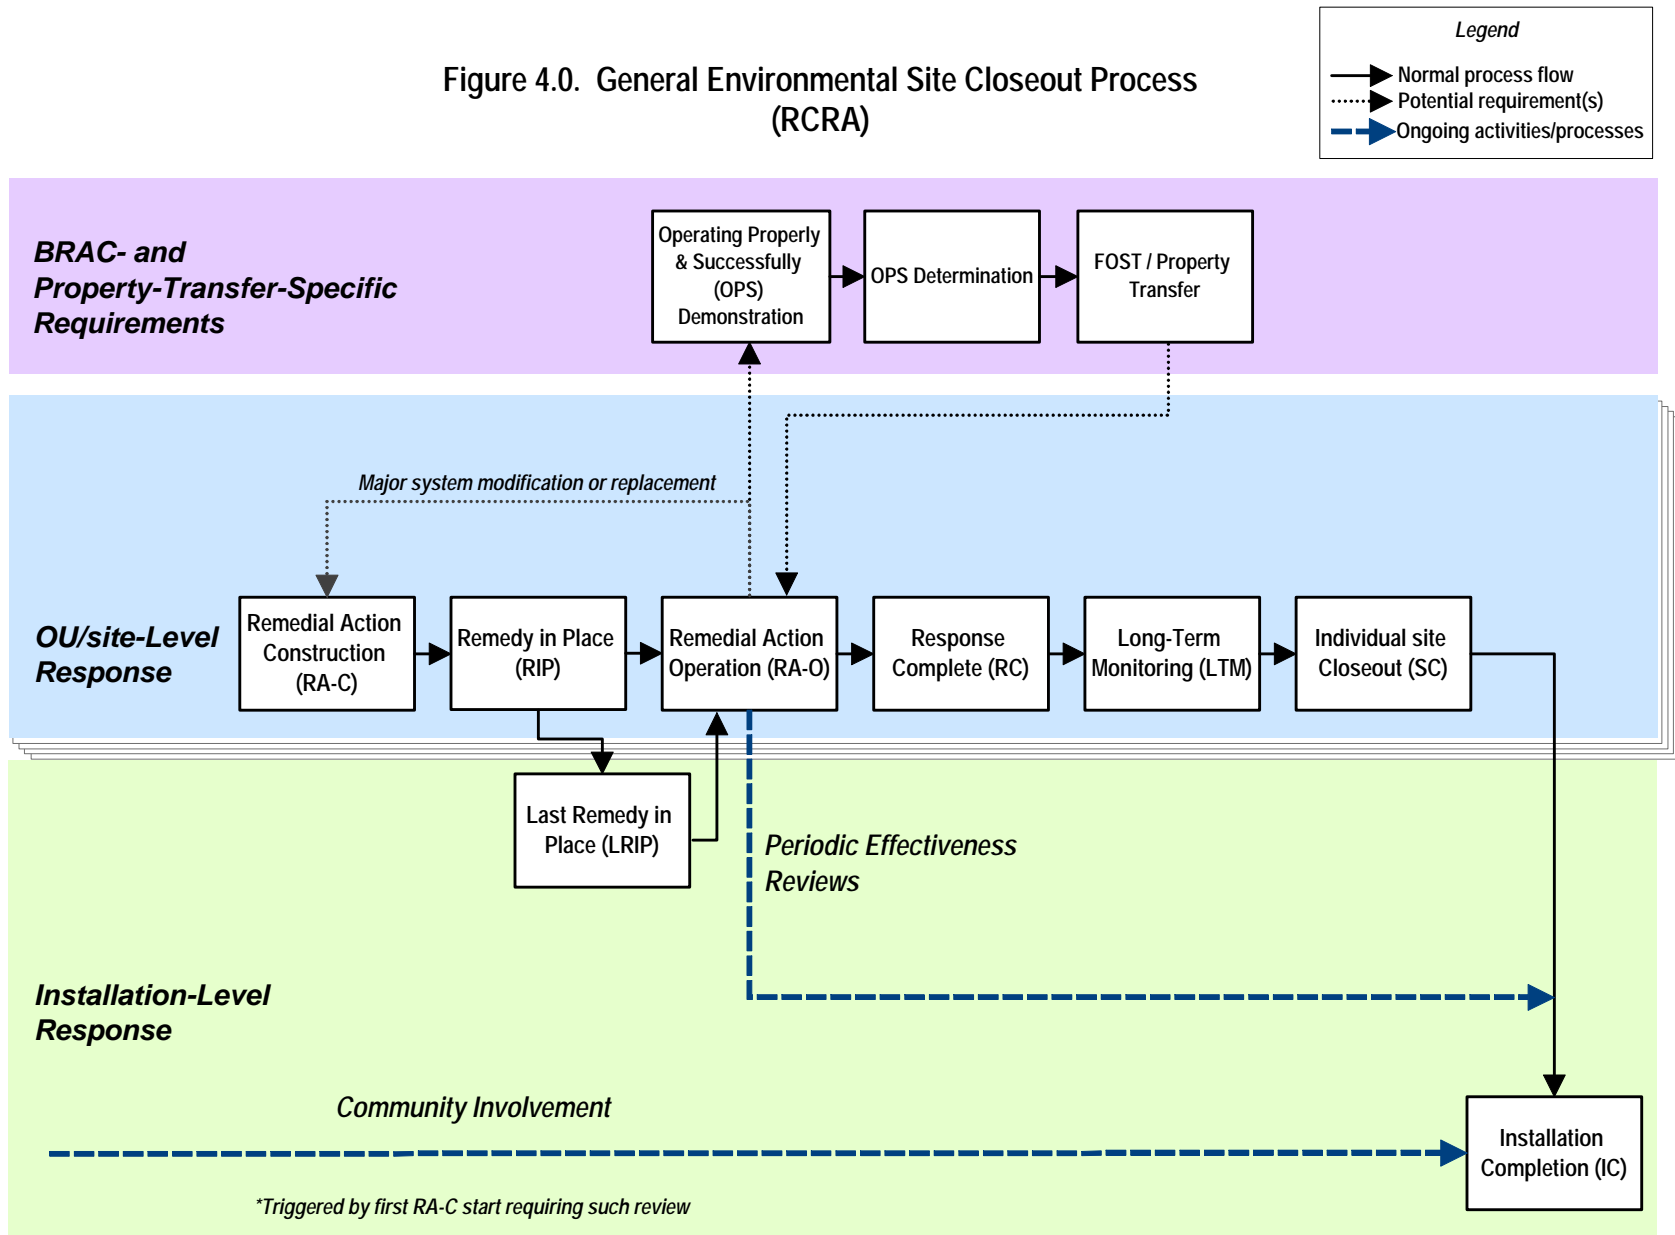 Legend
Normal process flow
Potential requirement(s)
Ongoing activities/processes
Figure 4.0. General Environmental Site Closeout Process
(RCRA)
BRAC- and
Property-Transfer-Specific
Requirements
Operating Properly
& Successfully
(OPS)
Demonstration
OPS Determination
FOST / Property
Transfer
Major system modification or replacement
OU/site-Level
Response
Remedial Action
Construction
(RA-C)
Remedy in Place
(RIP)
Remedial Action
Operation (RA-O)
Response
Complete (RC)
Long-Term
Monitoring (LTM)
Individual site
Closeout (SC)
Last Remedy in
Place (LRIP)
Periodic Effectiveness
Reviews
Installation-Level
Response
Community Involvement
Installation
Completion (IC)
*Triggered by first RA-C start requiring such review